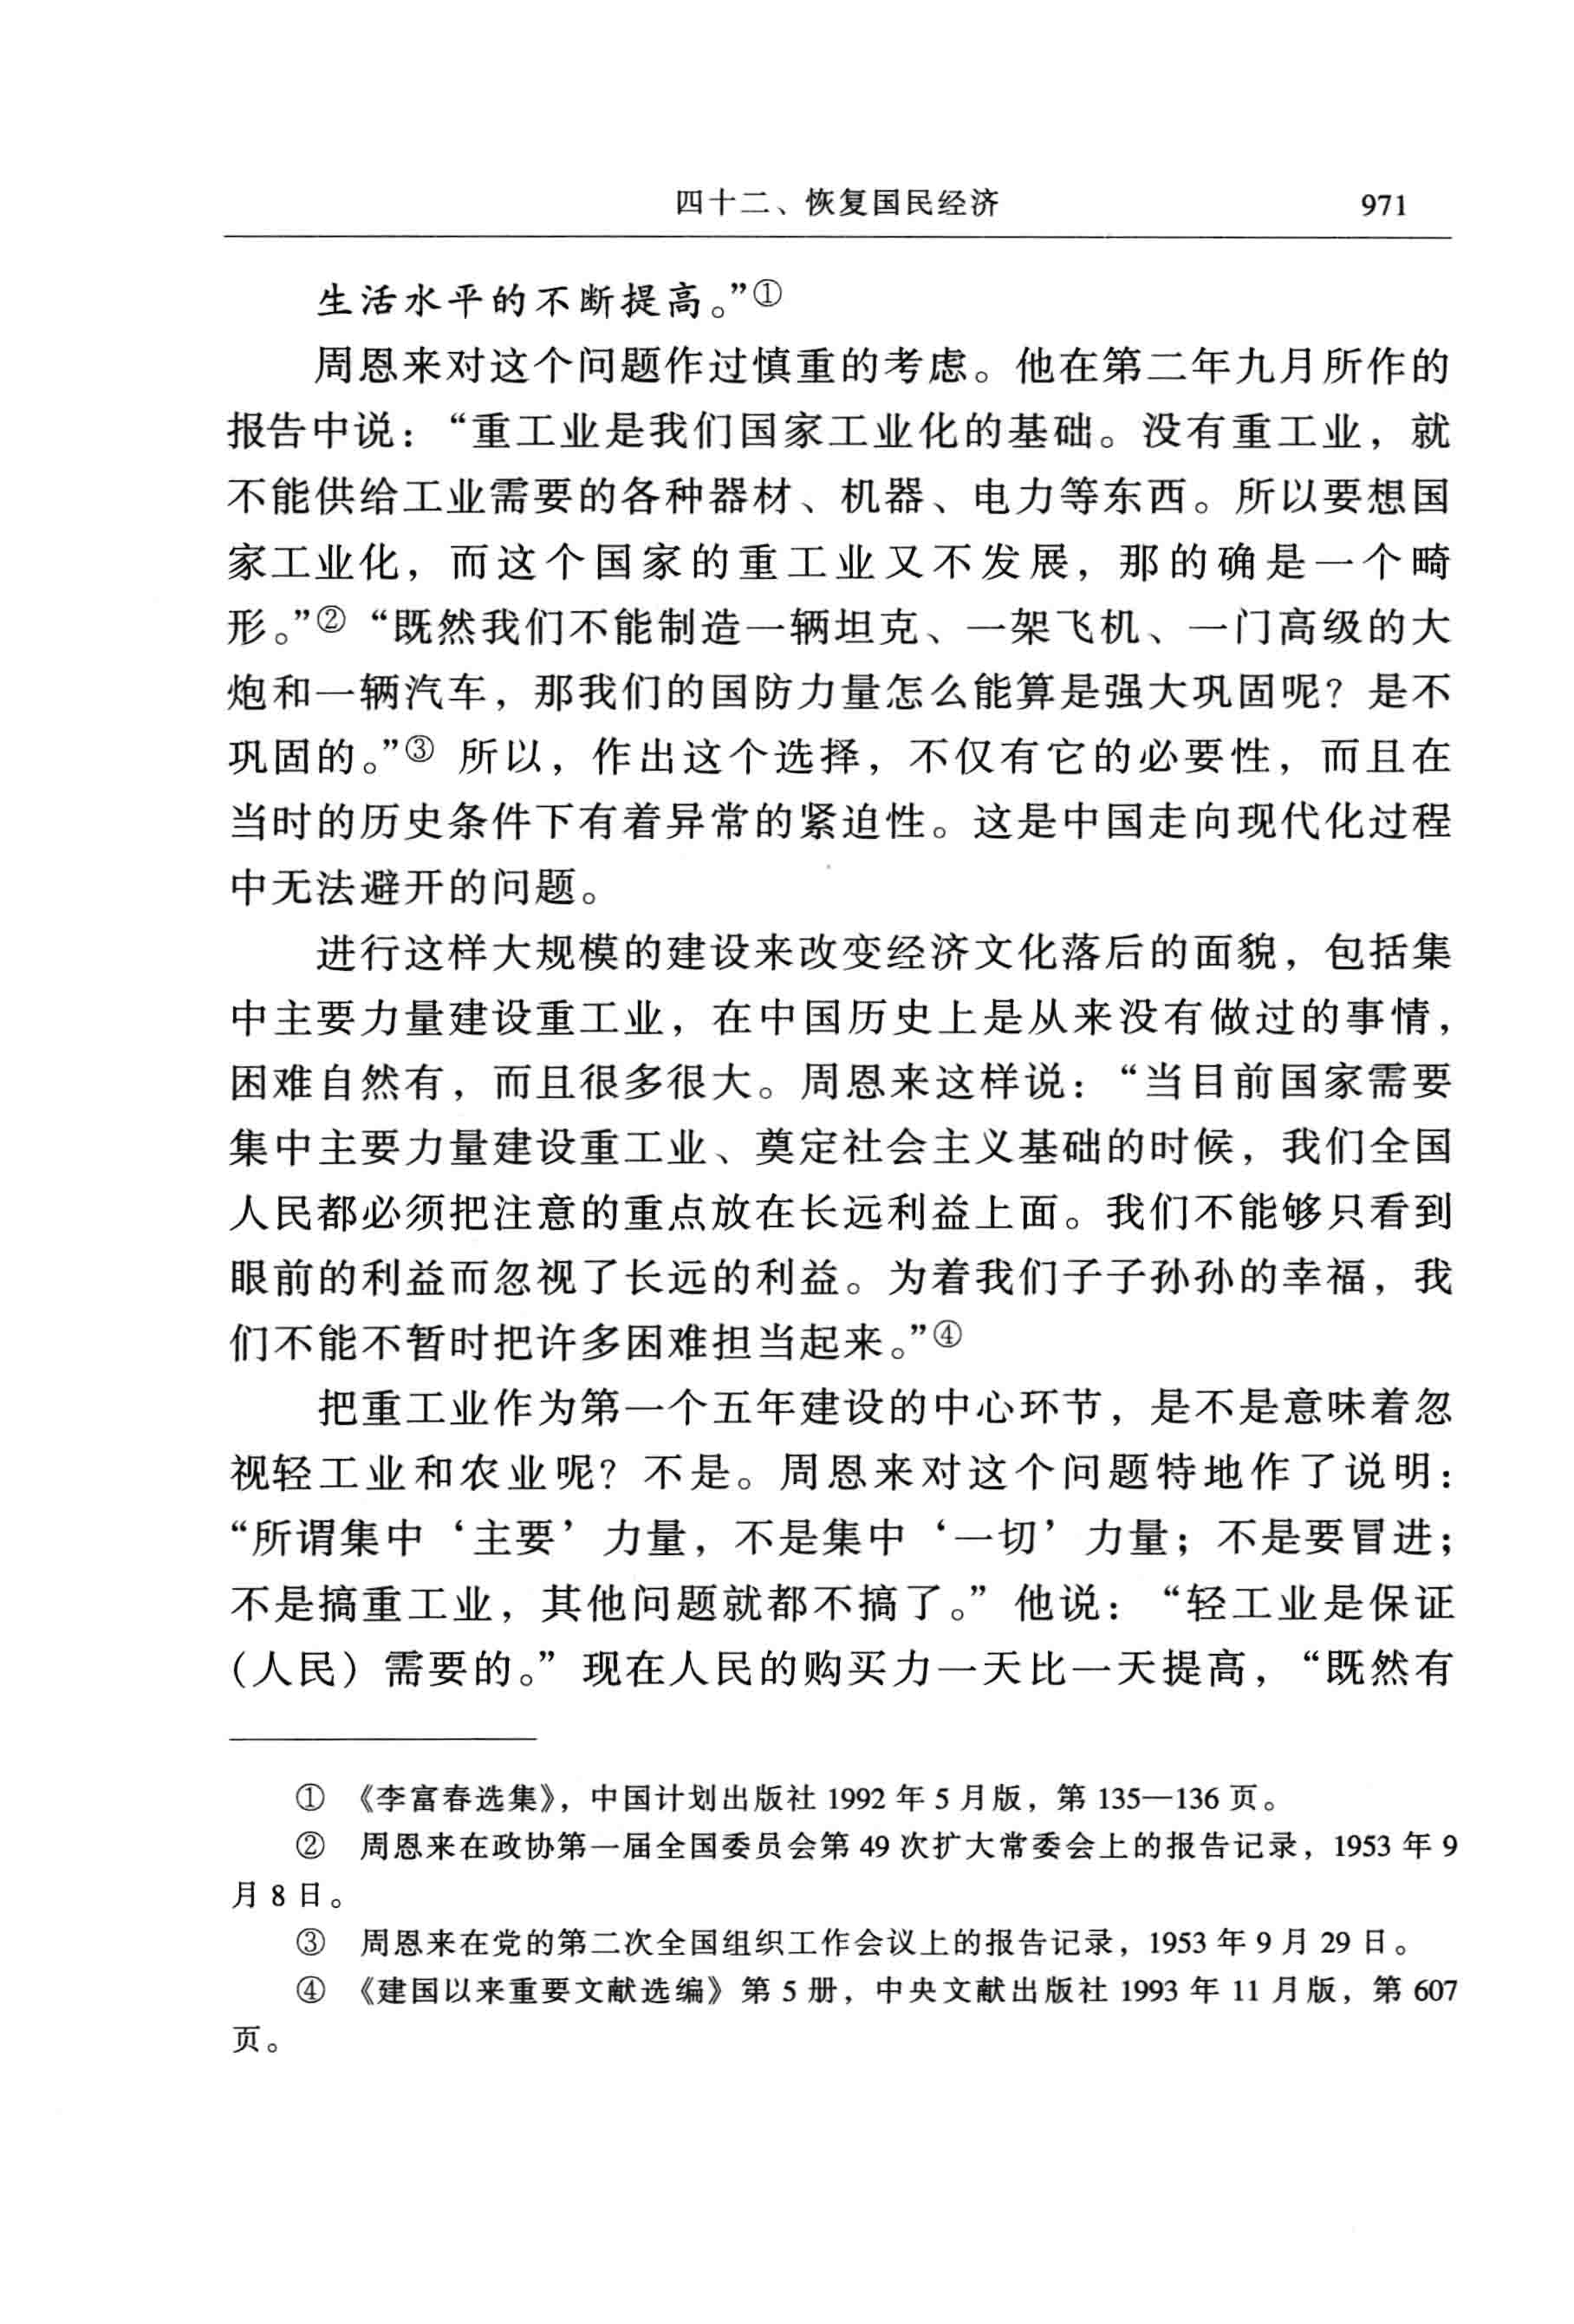 四十二、恢复国民经济 971
生活水平的不断提高。”①
周恩来对这个问题作过慎重的考虑。他在第二年九月所作的
报告中说：“重工业是我们国家工业化的基础。没有重工业，就
不能供给工业需要的各种器材、机器、电力等东西。所以要想国
家工业化，而这个国家的重工业又不发展，那的确是一个畸
形。”②“既然我们不能制造一辆坦克、一架飞机、一门高级的大
炮和一辆汽车，那我们的国防力量怎么能算是强大巩固呢？是不
巩固的。”③ 所以，作出这个选择，不仅有它的必要性，而且在
当时的历史条件下有着异常的紧迫性。这是中国走向现代化过程
中无法避开的问题。
进行这样大规模的建设来改变经济文化落后的面貌，包括集
中主要力量建设重工业，在中国历史上是从来没有做过的事情，
困难自然有，而且很多很大。周恩来这样说：“当目前国家需要
集中主要力量建设重工业、奠定社会主义基础的时候，我们全国
人民都必须把注意的重点放在长远利益上面。我们不能够只看到
眼前的利益而忽视了长远的利益。为着我们子子孙孙的幸福，我
们不能不暂时把许多困难担当起来。”④
把重工业作为第一个五年建设的中心环节，是不是意味着忽
视轻工业和农业呢？不是。周恩来对这个问题特地作了说明：
“所谓集中‘主要’力量，不是集中‘一切’力量；不是要冒进；
不是搞重工业，其他问题就都不搞了。”他说：“轻工业是保证
（人民）需要的。”现在人民的购买力一天比一天提高，“既然有
① 《李富春选集》，中国计划出版社 1992 年 5 月版，第 135—136 页。
② 周恩来在政协第一届全国委员会第 49 次扩大常委会上的报告记录，1953 年 9
月 8 日。
③ 周恩来在党的第二次全国组织工作会议上的报告记录，1953 年 9 月 29 日。
④ 《建国以来重要文献选编》第 5 册，中央文献出版社 1993 年 11 月版，第 607
页。